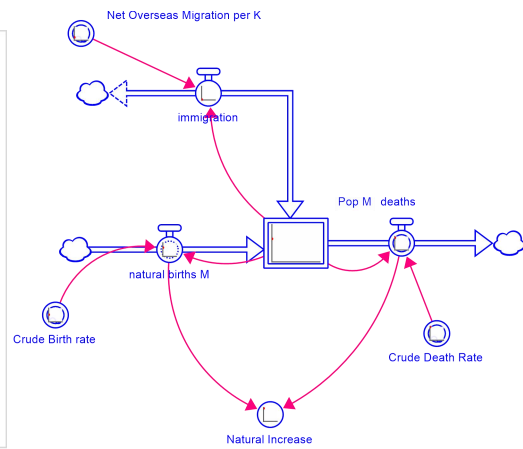 Net Overseas Migration per K
immigration
Pop M deaths
natural births M
Crude Birth rate
Crude Death Rate
Natural Increase